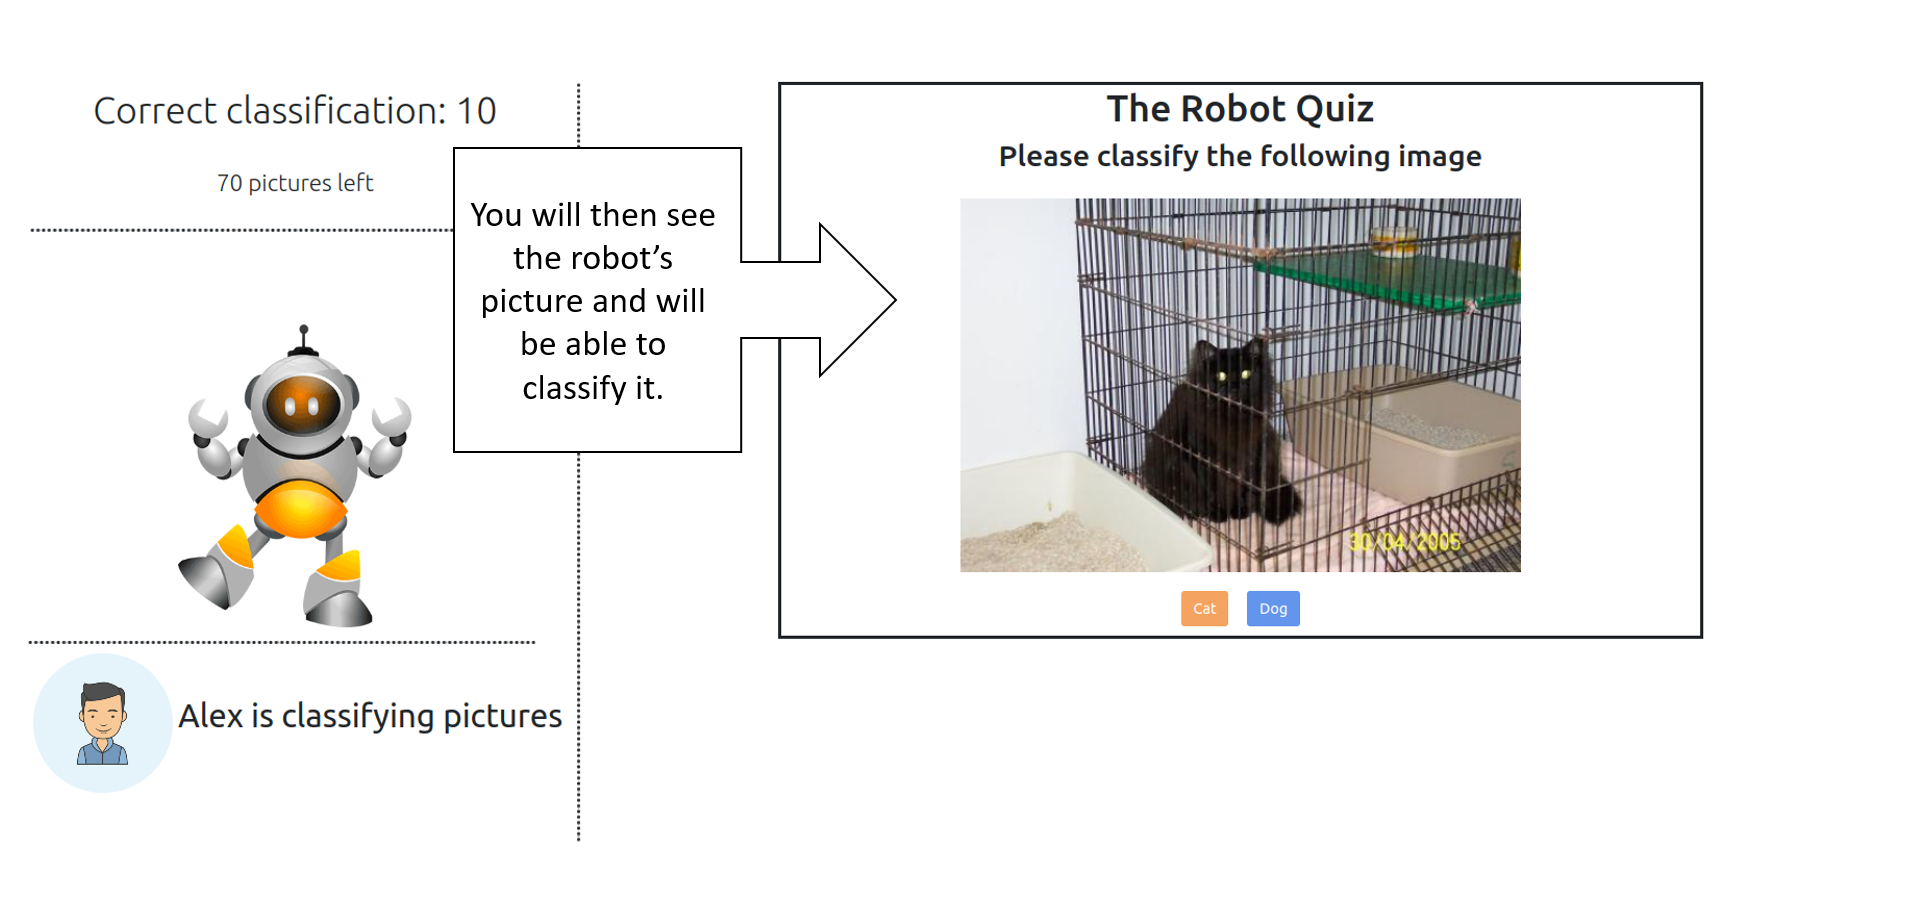 Correct classification: 10
70 pictures left
You will then see
the robot’s
picture and will
be able to
classify it.
Alex is classifying pictures
The Robot Quiz
Please classify the following image
30/04/2005
Cat
Dog